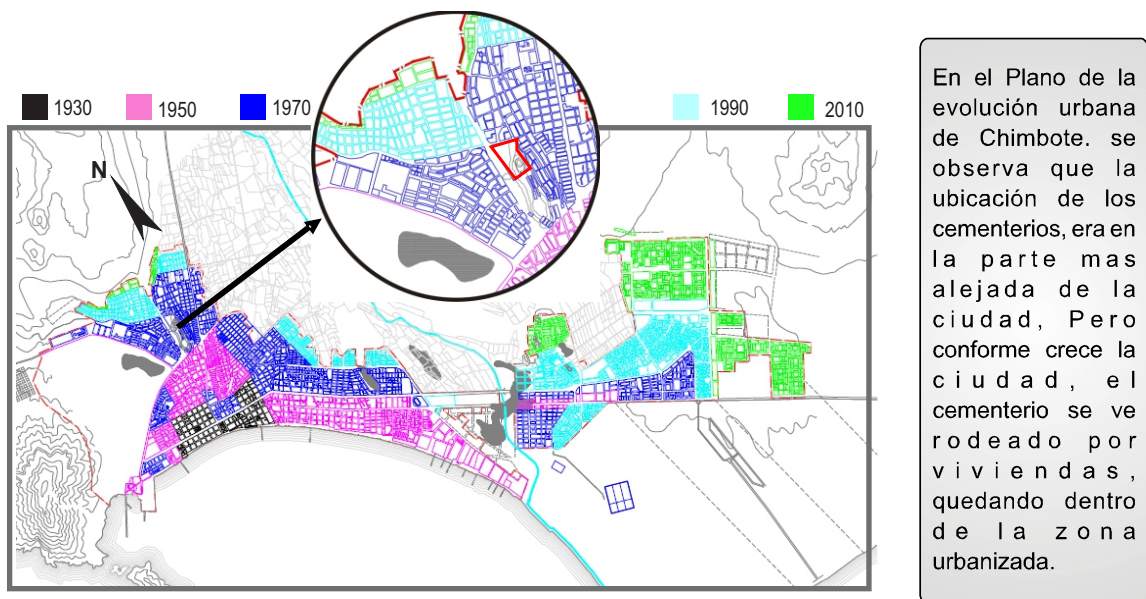 1930 1950 1970 1990 2010
N
En el Plano de la
evolución urbana
de Chimbote. se
observa que la
ubicación de los
cementerios, era en
la parte mas
alejada de la
ciudad, Pero
conforme crece la
ciudad, el
cementerio se ve
rodeado por
viviendas,
quedando dentro
de la zona
urbanizada.